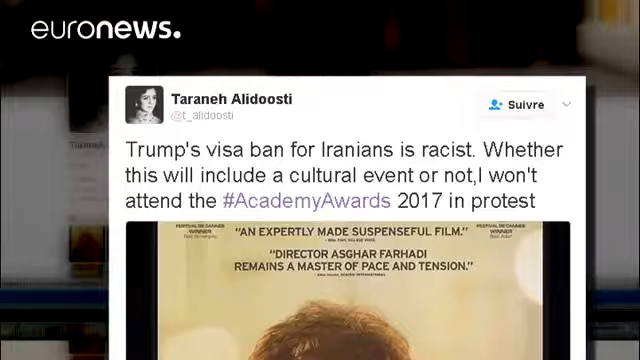 euronews.
Taraneh Alidoosti
@t_alidoosti
Suivre
Trump's visa ban for Iranians is racist. Whether
this will include a cultural event or not,I won't
attend the #AcademyAwards 2017 in protest
FESTIVAL DE CANNES
WINNER
"AN EXPERTLY MADE SUSPENSEFUL FILM."
FESTIVAL DE CANNES
WINNER
"DIRECTOR ASGHAR FARHADI
REMAINS A MASTER OF PACE AND TENSION."